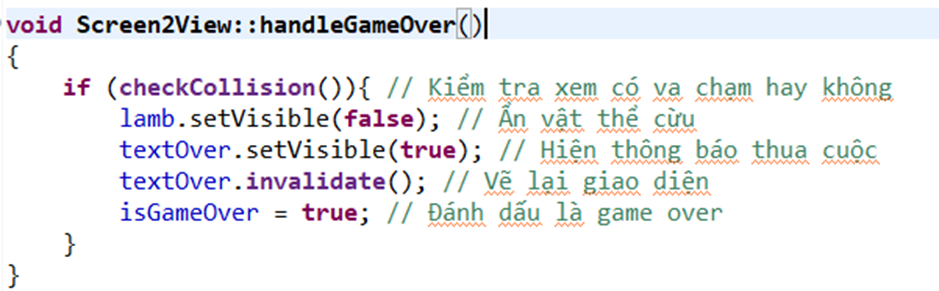 void Screen2View::handleGameOver()
{
    if (checkCollision()){ // Kiểm tra xem có va chạm hay không
        lamb.setVisible(false); // Ẩn vật thể cừu
        textOver.setVisible(true); // Hiện thông báo thua cuộc
        textOver.invalidate(); // Vẽ lại giao diện
        isGameOver = true; // Đánh dấu là game over
    }
}